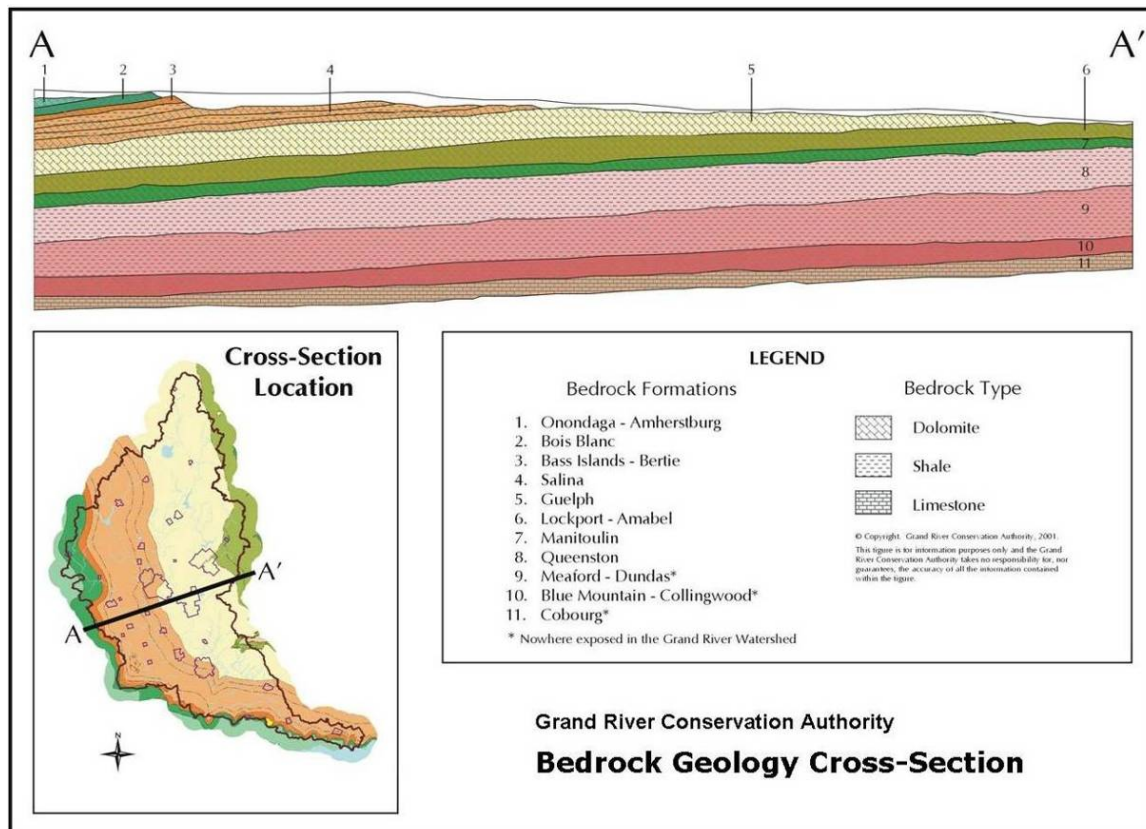 A
A′
1
2
3
4
5
6
7
8
9
10
11
Cross-Section
Location
A
A′
N
LEGEND
Bedrock Formations
1. Onondaga - Amherstburg
2. Bois Blanc
3. Bass Islands - Bertie
4. Salina
5. Guelph
6. Lockport - Amabel
7. Manitoulin
8. Queenston
9. Meaford - Dundas*
10. Blue Mountain - Collingwood*
11. Cobourg*
* Nowhere exposed in the Grand River Watershed
Bedrock Type
Dolomite
Shale
Limestone
© Copyright. Grand River Conservation Authority, 2001.
This figure is for information purposes only and the Grand
River Conservation Authority takes no responsibility for, nor
guarantees, the accuracy of all the information contained
within the figure.
Grand River Conservation Authority
Bedrock Geology Cross-Section